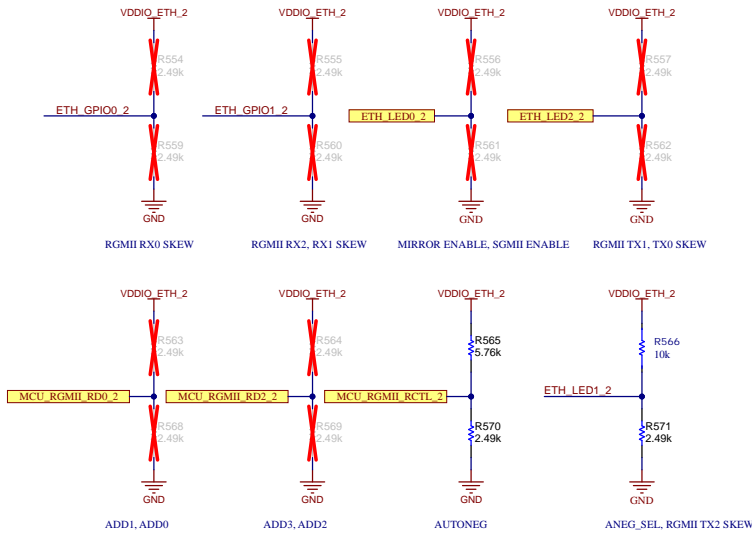 VDDIO_ETH_2 VDDIO_ETH_2 VDDIO_ETH_2 VDDIO_ETH_2
R554 R555 R556 R557
2.49k 2.49k 2.49k 2.49k
ETH_GPIO0_2 ETH_GPIO1_2 ETH_LED0_2 ETH_LED2_2
R559 R560 R561 R562
2.49k 2.49k 2.49k 2.49k
GND GND GND GND
RGMII RX0 SKEW RGMII RX2, RX1 SKEW MIRROR ENABLE, SGMII ENABLE RGMII TX1, TX0 SKEW
VDDIO_ETH_2 VDDIO_ETH_2 VDDIO_ETH_2 VDDIO_ETH_2
R563 R564 R565 R566
2.49k 2.49k 5.76k 10k
MCU_RGMII_RD0_2 MCU_RGMII_RD2_2 MCU_RGMII_RCTL_2 ETH_LED1_2
R568 R569 R570 R571
2.49k 2.49k 2.49k 2.49k
GND GND GND GND
ADD1, ADD0 ADD3, ADD2 AUTONEG ANEG_SEL, RGMII TX2 SKEW